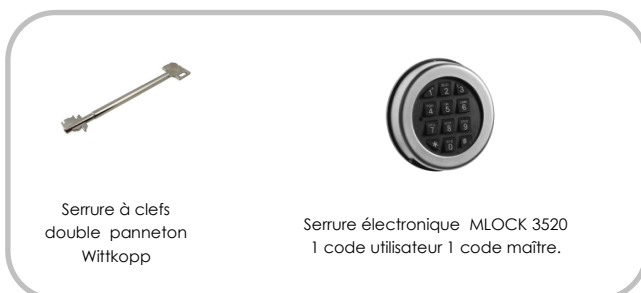 Serrure à clefs
double panneton
Wittkopp
Serrure électronique MLOCK 3520
1 code utilisateur 1 code maître.